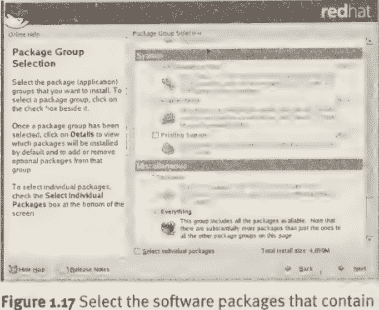 redhat
Online Help
Package Group Selection
Package Group
Selection
Select the package (application)
groups that you want to install. To
select a package group, click on
the check box beside it.
Once a package group has been
selected, click on Details to view
which packages will be installed
by default and to add or remove
optional packages from that
group
To select individual packages,
check the Select Individual
Packages box at the bottom of the
screen
Printing Support
Miscellaneous
Everything
This group includes all the packages available. Note that
there are substantially more packages than just the ones in
all the other package groups on this page
Select individual packages
Total install size:
Hide Help
Release Notes
Back
Next
Figure 1.17 Select the software packages that contain